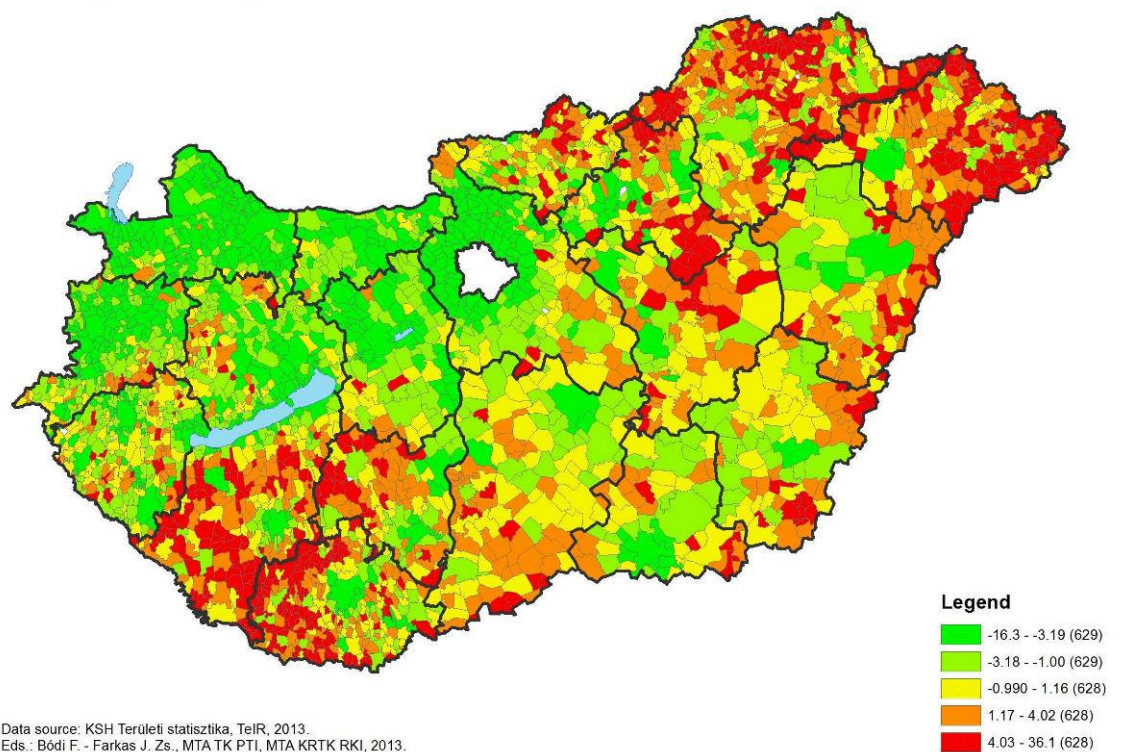 Legend
-16.3 - -3.19 (629)
-3.18 - -1.00 (629)
-0.990 - 1.16 (628)
1.17 - 4.02 (628)
4.03 - 36.1 (628)
Data source: KSH Területi statisztika, TeIR, 2013.
Eds.: Bódi F. - Farkas J. Zs., MTA TK PTI, MTA KRTK RKI, 2013.